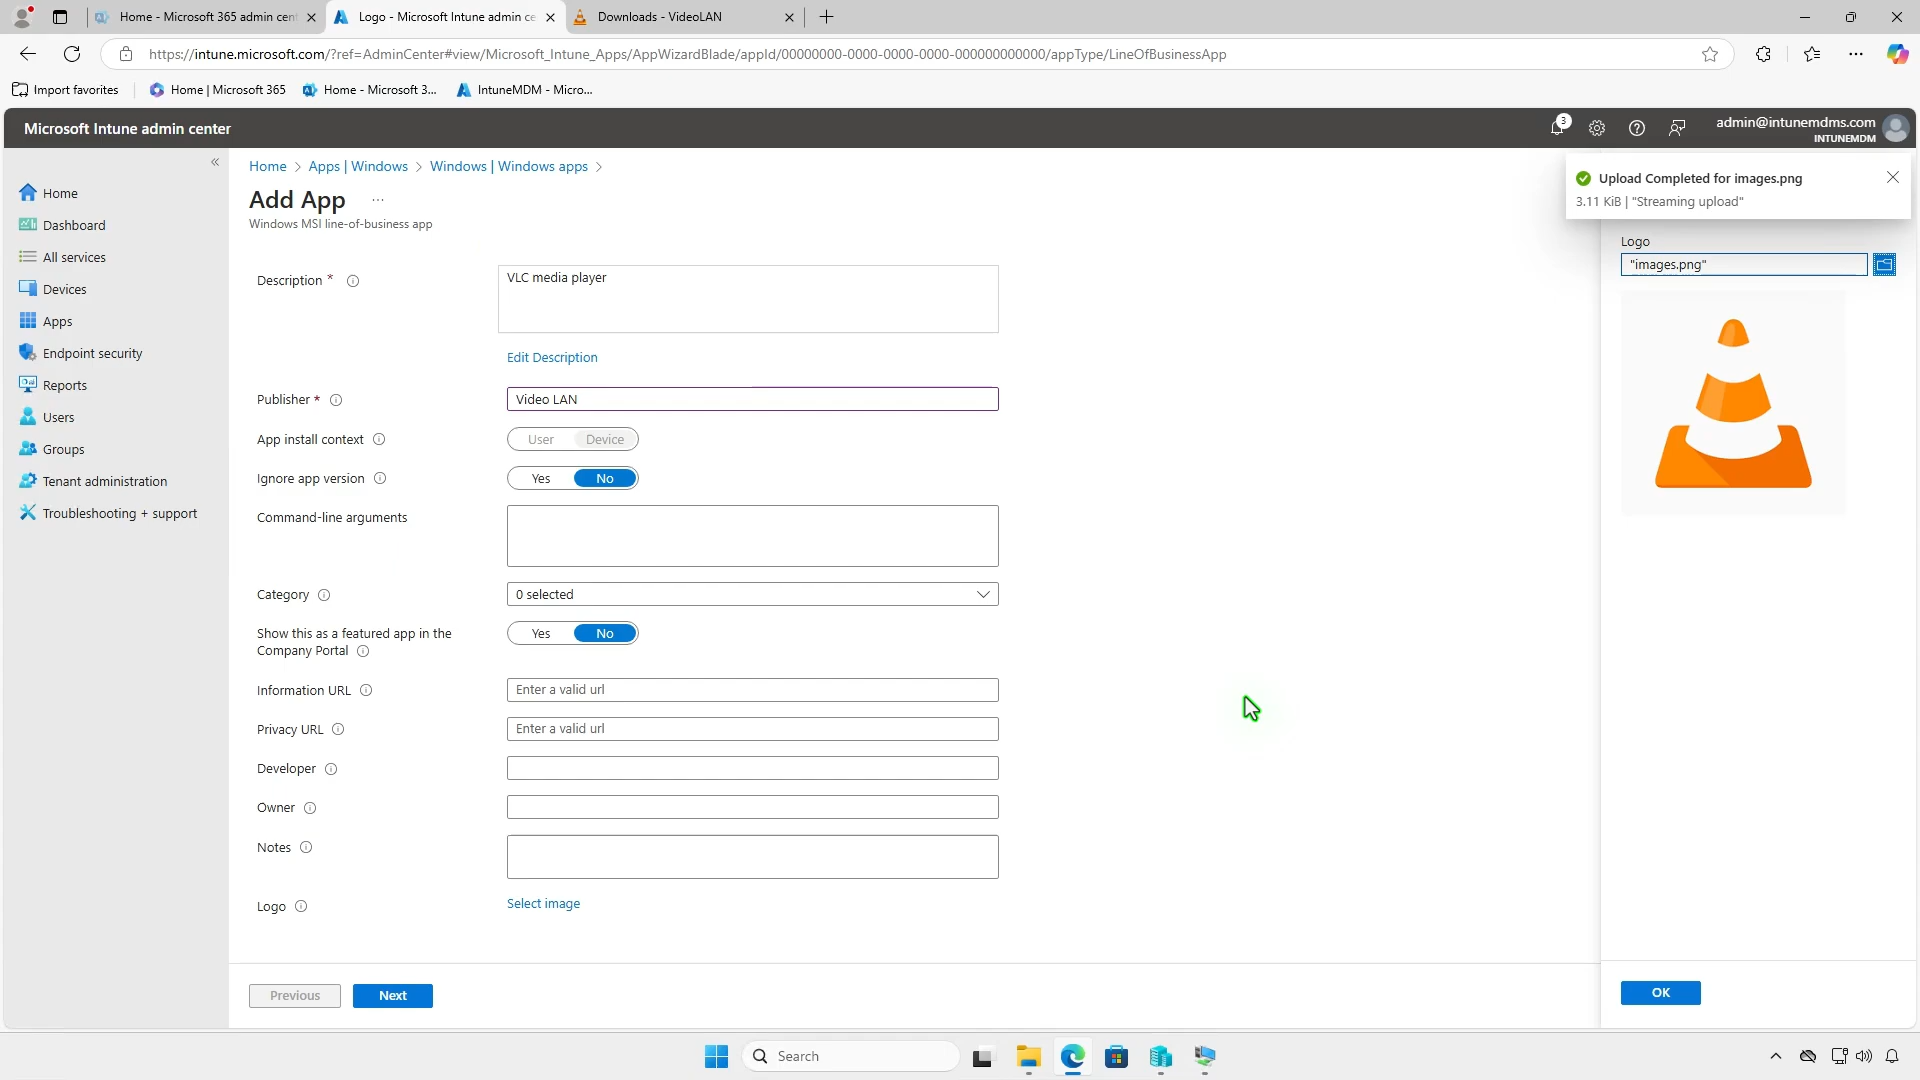 Home - Microsoft 365 admin cent
Logo - Microsoft Intune admin ce
Downloads - VideoLAN
https://intune.microsoft.com/?ref=AdminCenter#view/Microsoft_Intune_Apps/AppWizardBlade/appId/00000000-0000-0000-0000-000000000000/appType/LineOfBusinessApp
Import favorites
Home | Microsoft 365
Home - Microsoft 3...
IntuneMDM - Micro...
Microsoft Intune admin center
3
admin@intunemdms.com
INTUNEMDM
Home
Dashboard
All services
Devices
Apps
Endpoint security
Reports
Users
Groups
Tenant administration
Troubleshooting + support
Home > Apps | Windows > Windows | Windows apps >
Add App ...
Windows MSI line-of-business app
Description *
VLC media player
Edit Description
Publisher *
Video LAN
App install context
User Device
Ignore app version
Yes No
Command-line arguments
Category
0 selected
Show this as a featured app in the
Company Portal
Yes No
Information URL
Enter a valid url
Privacy URL
Enter a valid url
Developer
Owner
Notes
Logo
Select image
Previous
Next
Upload Completed for images.png
3.11 KiB | "Streaming upload"
Logo
"images.png"
OK
Search